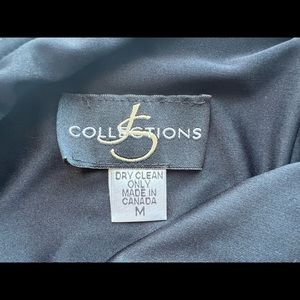 JS
COLLECTIONS
DRY CLEAN
ONLY
MADE IN
CANADA
M